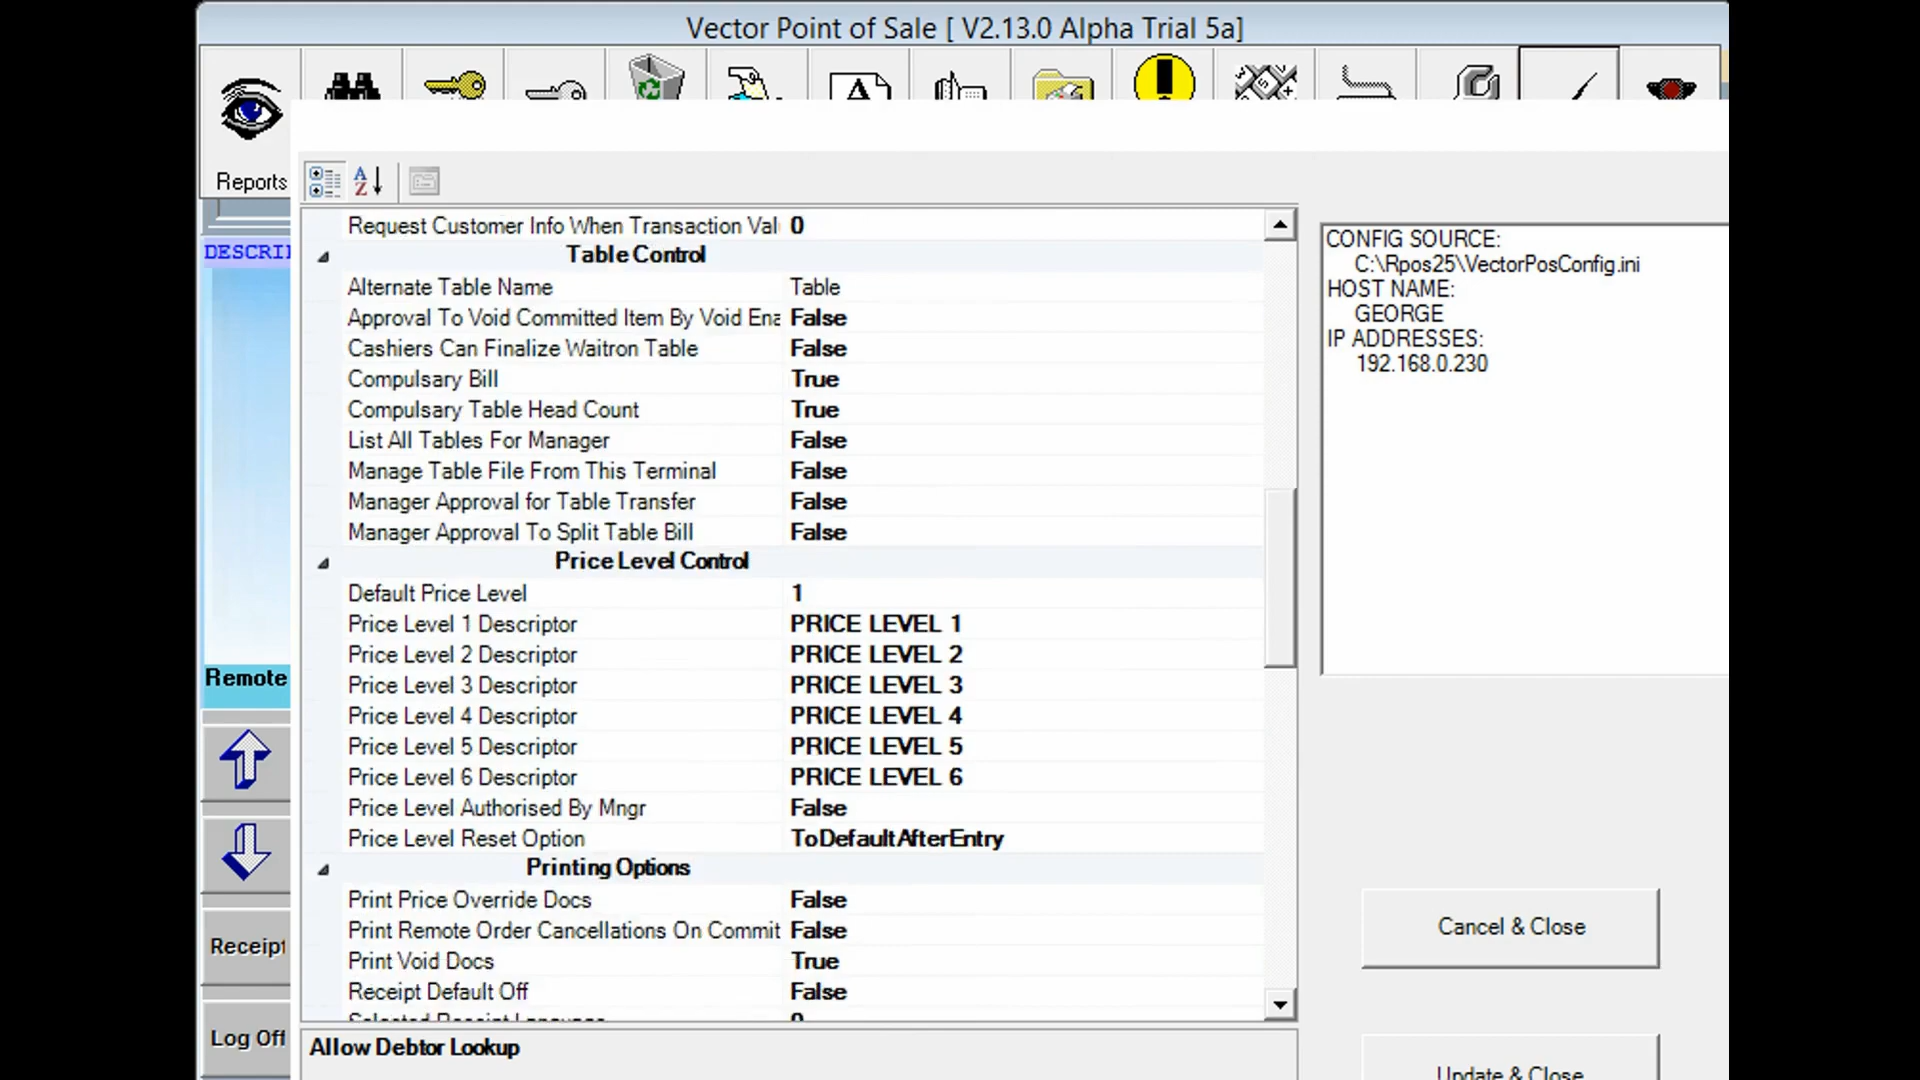 Vector Point of Sale [ V2.13.0 Alpha Trial 5a]
Reports
DESCRI
Remote
Receipt
Log Off
Request Customer Info When Transaction Val 0
Table Control
Alternate Table Name Table
Approval To Void Committed Item By Void Ena False
Cashiers Can Finalize Waitron Table False
Compulsary Bill True
Compulsary Table Head Count True
List All Tables For Manager False
Manage Table File From This Terminal False
Manager Approval for Table Transfer False
Manager Approval To Split Table Bill False
Price Level Control
Default Price Level 1
Price Level 1 Descriptor PRICE LEVEL 1
Price Level 2 Descriptor PRICE LEVEL 2
Price Level 3 Descriptor PRICE LEVEL 3
Price Level 4 Descriptor PRICE LEVEL 4
Price Level 5 Descriptor PRICE LEVEL 5
Price Level 6 Descriptor PRICE LEVEL 6
Price Level Authorised By Mngr False
Price Level Reset Option ToDefaultAfterEntry
Printing Options
Print Price Override Docs False
Print Remote Order Cancellations On Commit False
Print Void Docs True
Receipt Default Off False
Selected Receipt Language 0
Allow Debtor Lookup
CONFIG SOURCE:
C:\Rpos25\VectorPosConfig.ini
HOST NAME:
GEORGE
IP ADDRESSES:
192.168.0.230
Cancel & Close
Update & Close